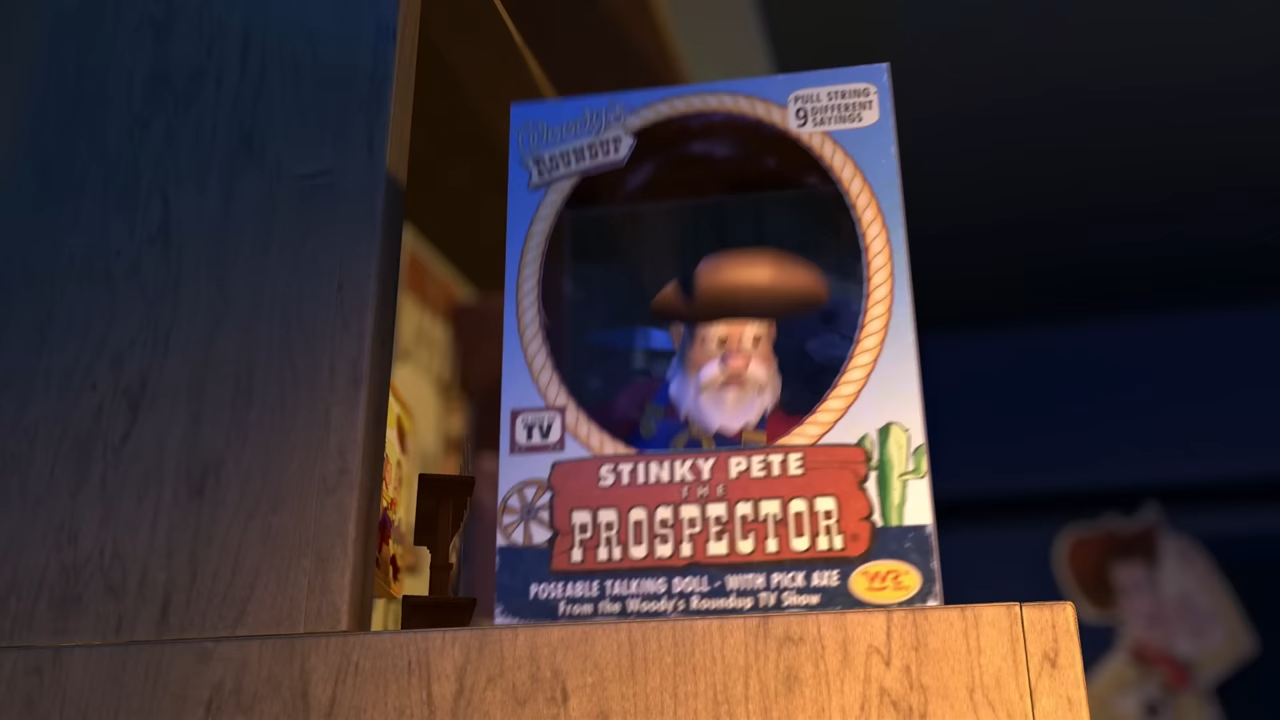 Woody's
ROUNDUP
PULL STRING-
9 DIFFERENT
SAYINGS
TV
STINKY PETE
THE
PROSPECTOR
POSEABLE TALKING DOLL - WITH PICK AXE
From the Woody's Roundup TV Show